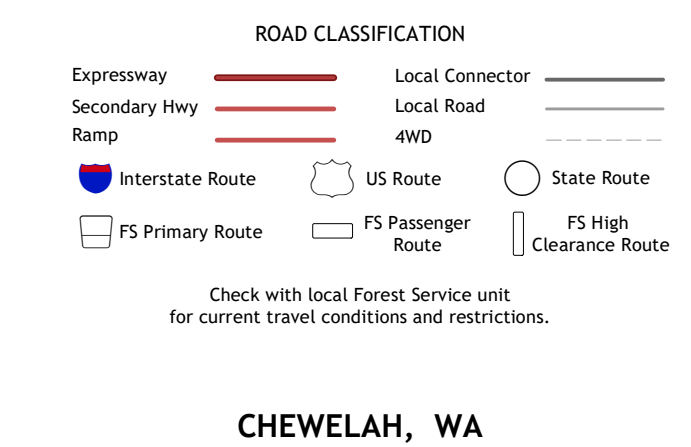 ROAD CLASSIFICATION
Expressway
Local Connector
Secondary Hwy
Local Road
Ramp
4WD
Interstate Route
US Route
State Route
FS Primary Route
FS Passenger
Route
FS High
Clearance Route
Check with local Forest Service unit
for current travel conditions and restrictions.
CHEWELAH, WA